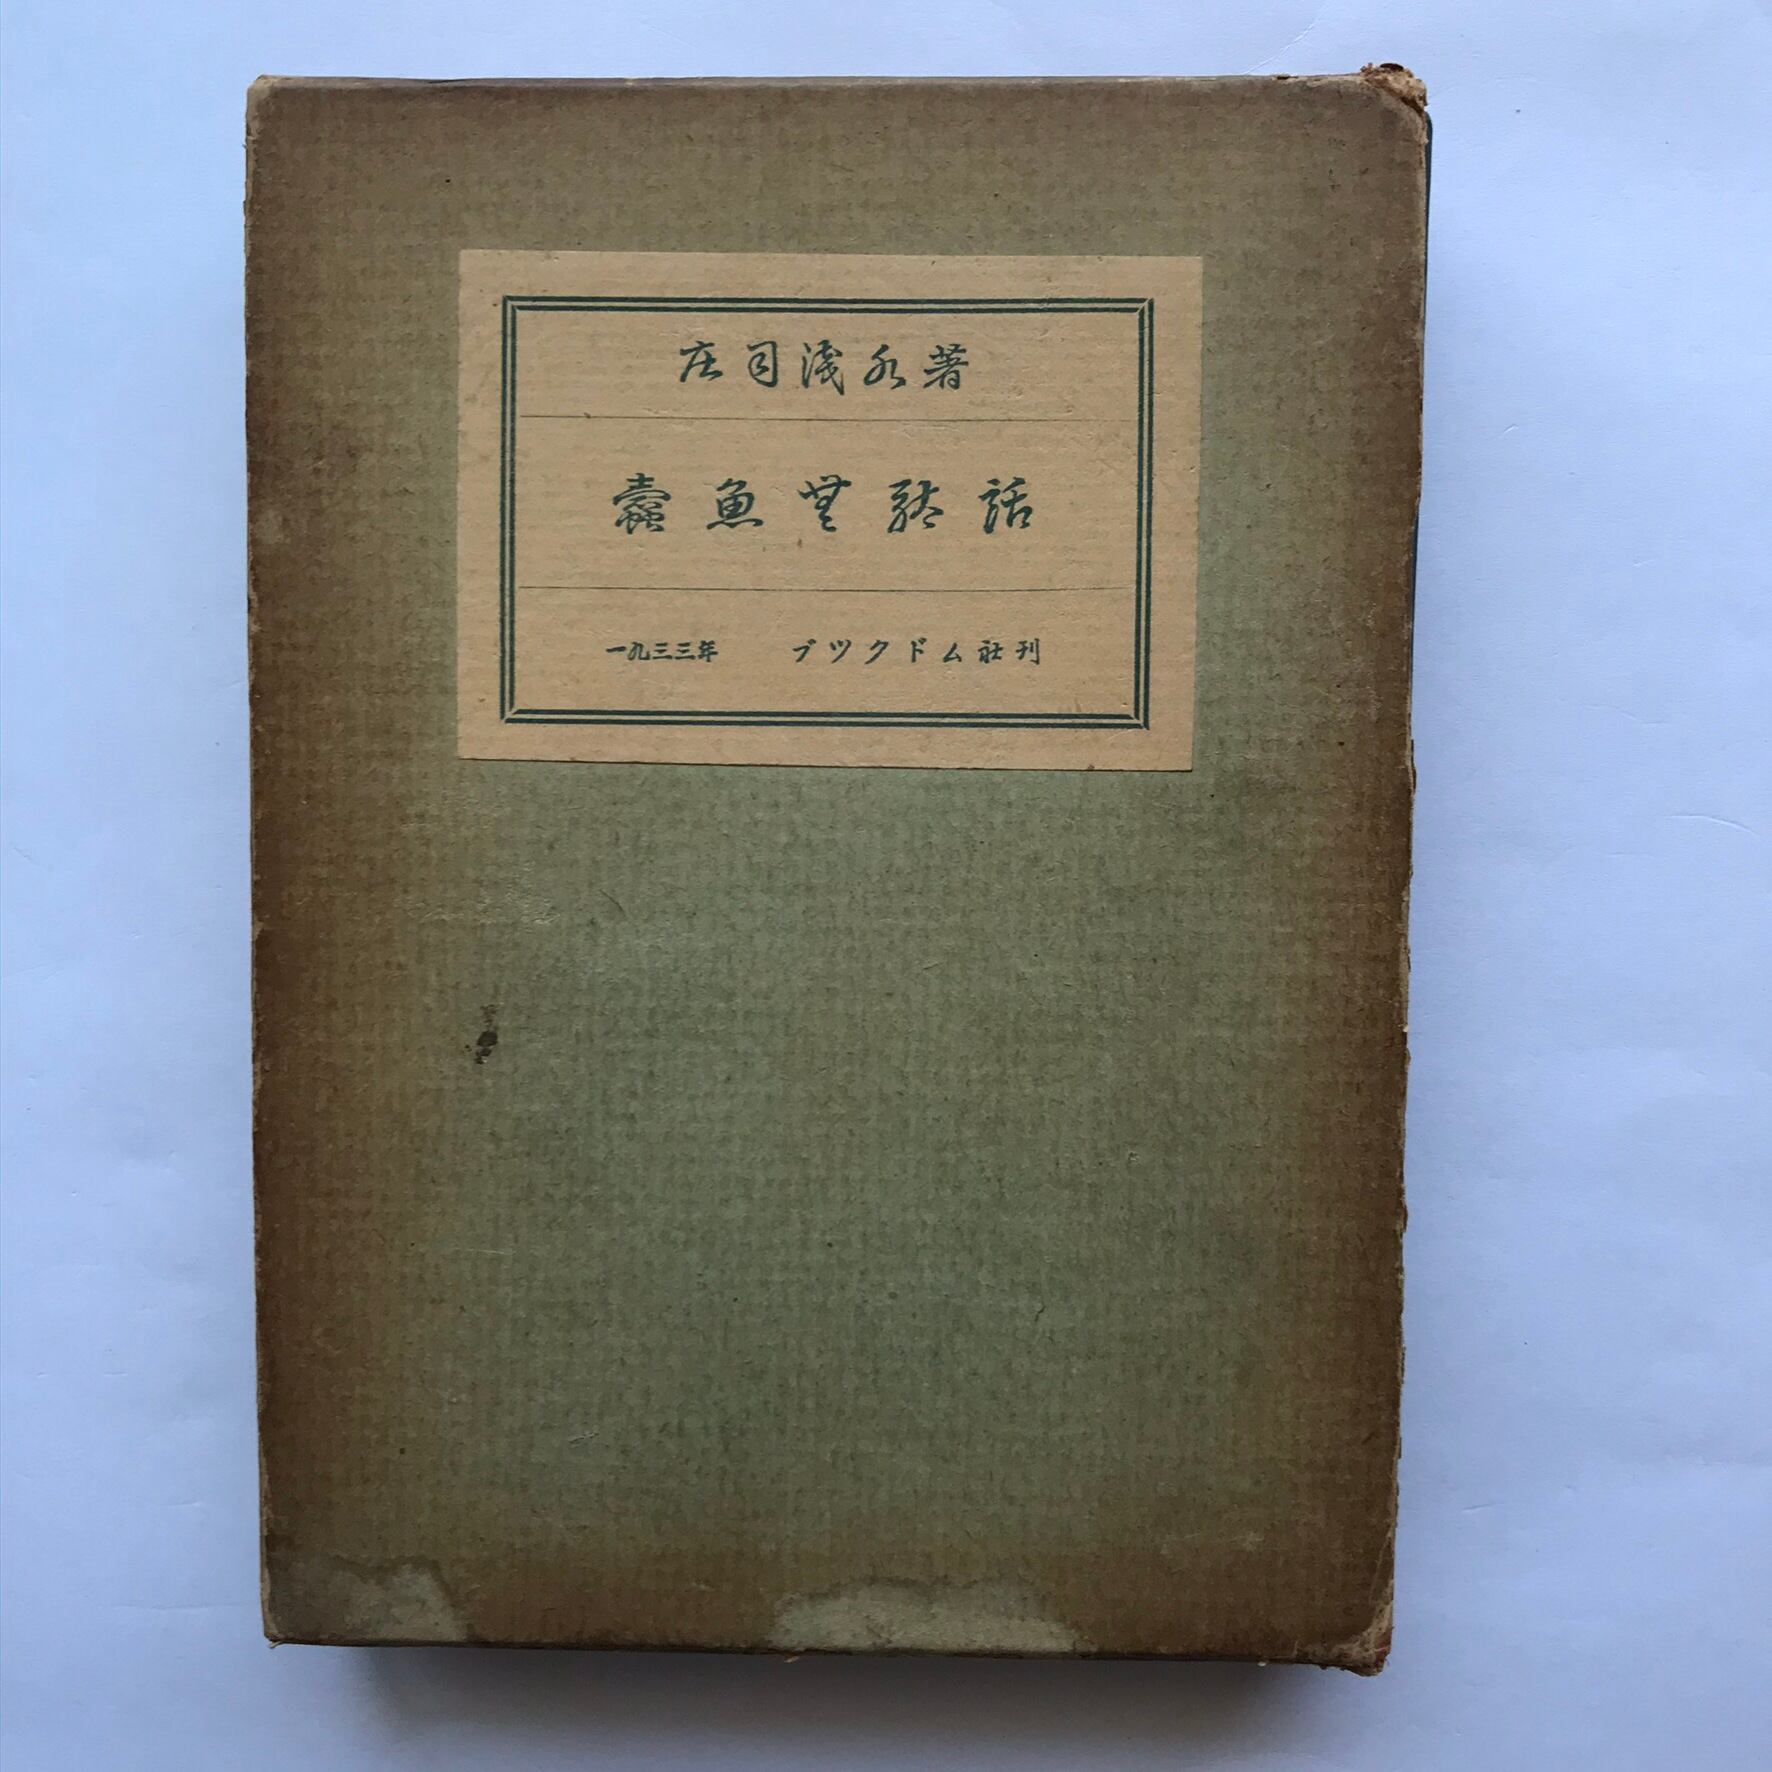 庄司淺水著
蠹魚無駄話
一九三三年 ブツクドム社刊